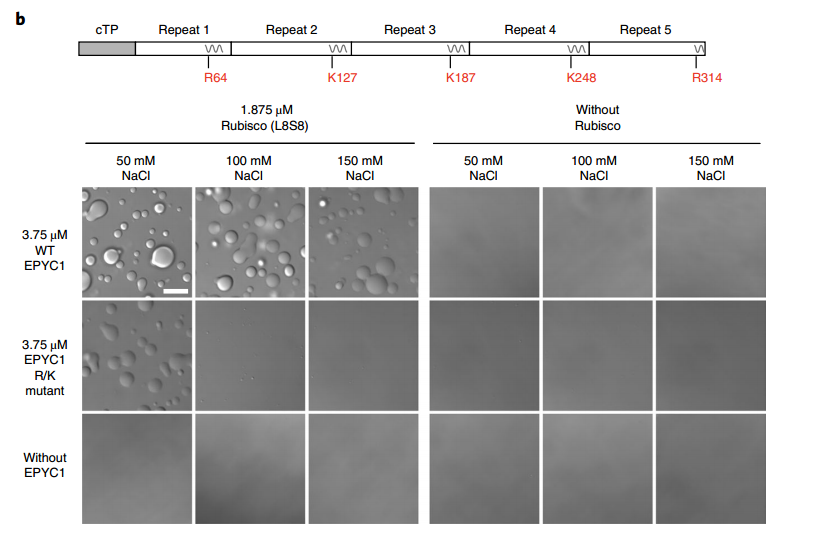 b
cTP Repeat 1 Repeat 2 Repeat 3 Repeat 4 Repeat 5
R64 K127 K187 K248 R314
1.875 μM
Rubisco (L8S8)
Without
Rubisco
50 mM
NaCl
100 mM
NaCl
150 mM
NaCl
50 mM
NaCl
100 mM
NaCl
150 mM
NaCl
3.75 μM
WT
EPYC1
3.75 μM
EPYC1
R/K
mutant
Without
EPYC1